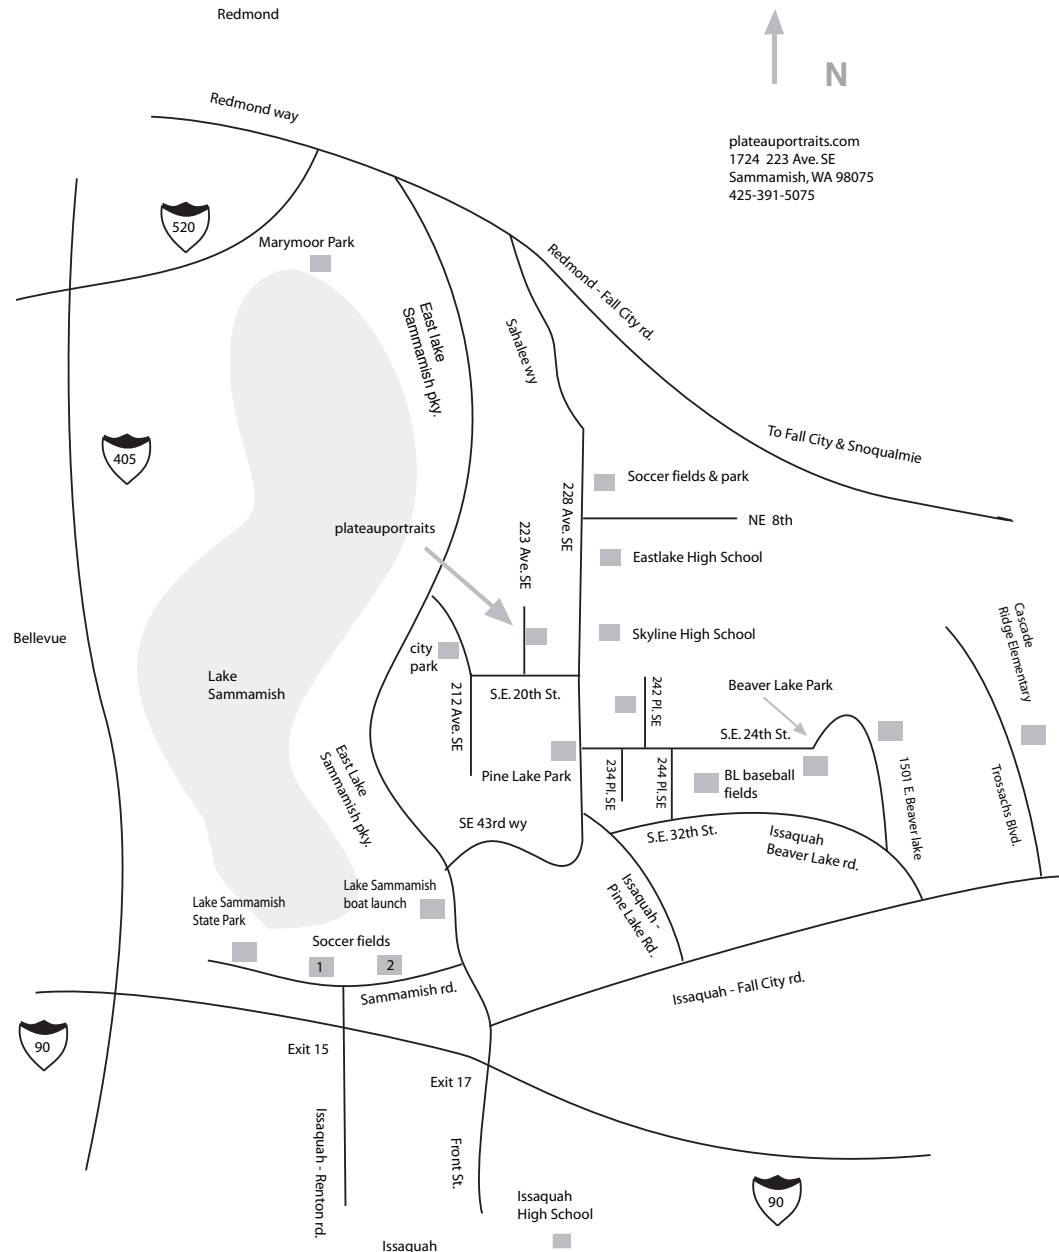 Redmond
N
Redmond way
plateauportraits.com
1724 223 Ave. SE
Sammamish, WA 98075
425-391-5075
520
Marymoor Park
Redmond - Fall City rd.
East lake
Sammamish pky.
Sahalee wy
405
To Fall City & Snoqualmie
Soccer fields & park
228 Ave. SE
NE 8th
plateauportraits
223 Ave. SE
Eastlake High School
Bellevue
city
park
Skyline High School
Cascade
Ridge Elementary
Lake
Sammamish
212 Ave. SE
S.E. 20th St.
242 Pl. SE
Beaver Lake Park
S.E. 24th St.
East Lake
Sammamish pky.
Pine Lake Park
234 Pl. SE
244 Pl. SE
BL baseball
fields
1501 E. Beaver lake
Trossachs Blvd.
SE 43rd wy
S.E. 32th St.
Issaquah
Beaver Lake rd.
Lake Sammamish
boat launch
Issaquah -
Pine Lake Rd.
Lake Sammamish
State Park
Soccer fields
1
2
Sammamish rd.
Issaquah - Fall City rd.
90
Exit 15
Exit 17
Issaquah - Renton rd.
Front St.
Issaquah
High School
90
Issaquah